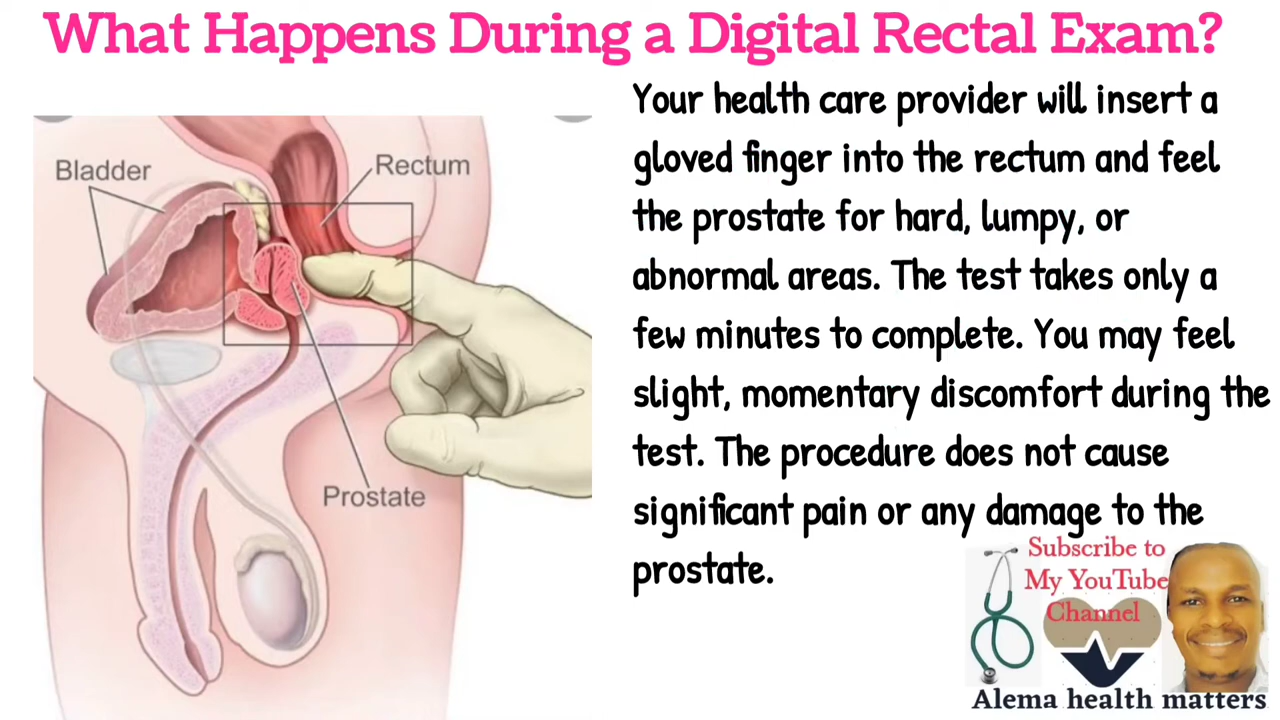 What Happens During a Digital Rectal Exam?
Bladder
Rectum
Prostate
Your health care provider will insert a
gloved finger into the rectum and feel
the prostate for hard, lumpy, or
abnormal areas. The test takes only a
few minutes to complete. You may feel
slight, momentary discomfort during the
test. The procedure does not cause
significant pain or any damage to the
prostate.
Subscribe to
My YouTube
Channel
Alema health matters